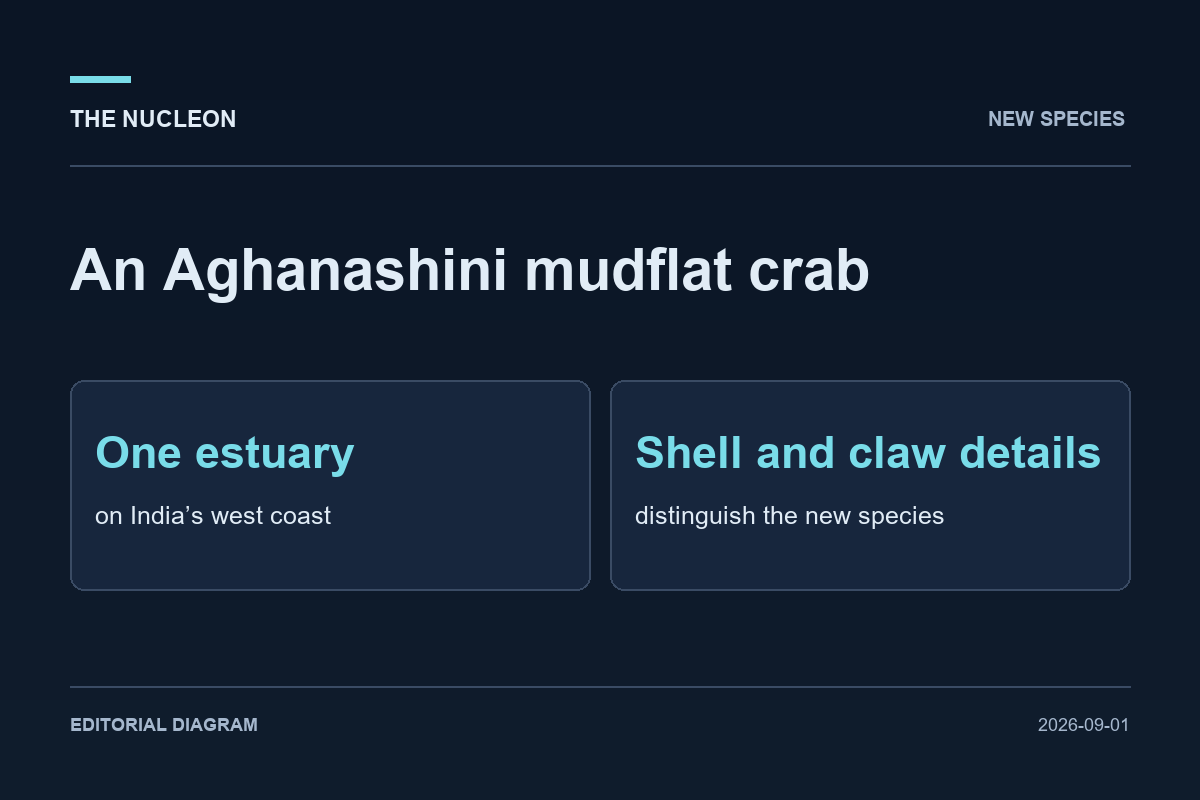 THE NUCLEON
NEW SPECIES
An Aghanashini mudflat crab
One estuary
on India’s west coast
Shell and claw details
distinguish the new species
EDITORIAL DIAGRAM
2026-09-01